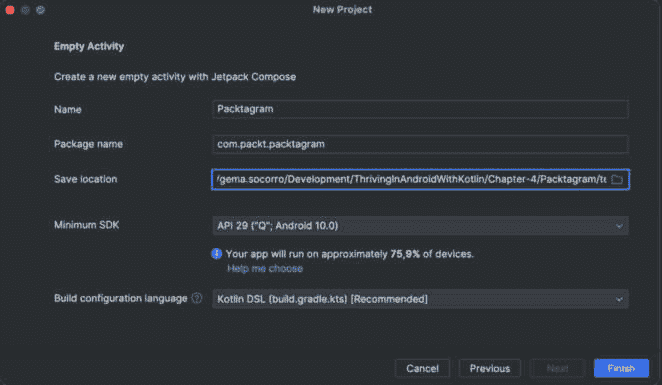 New Project
Empty Activity
Create a new empty activity with Jetpack Compose
Name Packtagram
Package name com.packt.packtagram
Save location /gema.socorro/Development/ThrivingInAndroidWithKotlin/Chapter-4/Packtagram/te
Minimum SDK API 29 ("Q"; Android 10.0)
Your app will run on approximately 75,9% of devices.
Help me choose
Build configuration language Kotlin DSL (build.gradle.kts) [Recommended]
Cancel Previous Next Finish